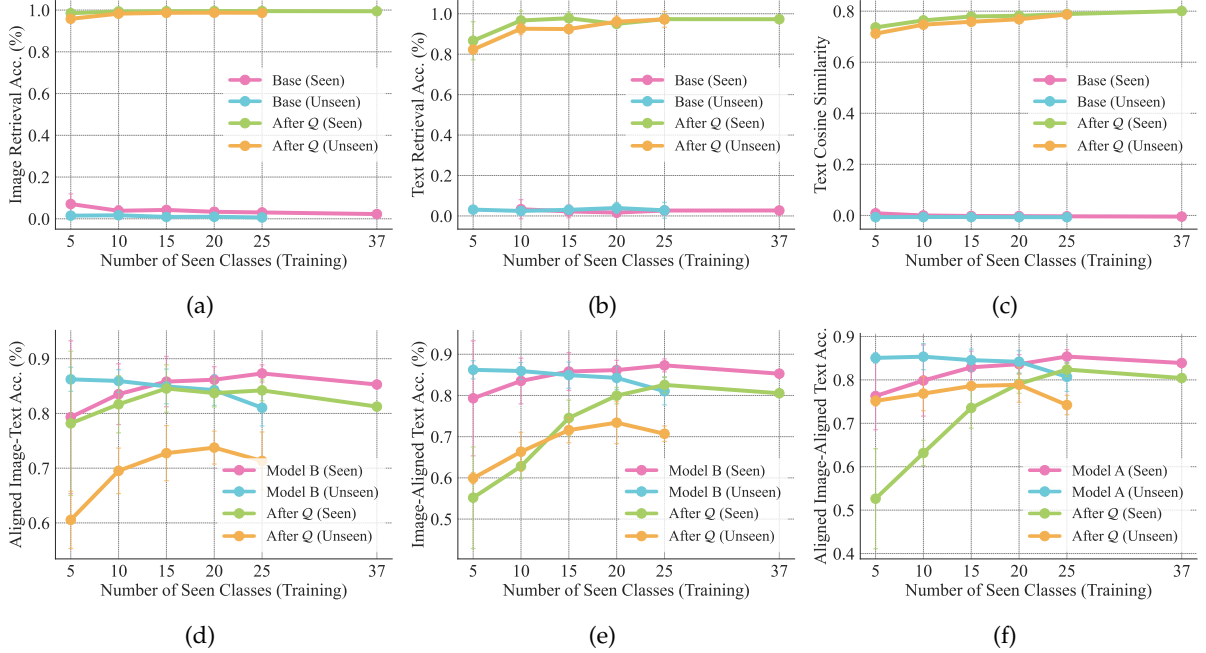 Image Retrieval Acc. (%)
1.0
0.8
0.6
0.4
0.2
0.0
Base (Seen)
Base (Unseen)
After Q (Seen)
After Q (Unseen)
5 10 15 20 25 37
Number of Seen Classes (Training)
(a)
Text Retrieval Acc. (%)
1.0
0.8
0.6
0.4
0.2
0.0
Base (Seen)
Base (Unseen)
After Q (Seen)
After Q (Unseen)
5 10 15 20 25 37
Number of Seen Classes (Training)
(b)
Text Cosine Similarity
0.8
0.6
0.4
0.2
0.0
Base (Seen)
Base (Unseen)
After Q (Seen)
After Q (Unseen)
5 10 15 20 25 37
Number of Seen Classes (Training)
(c)
Aligned Image-Text Acc. (%)
0.9
0.8
0.7
0.6
Model B (Seen)
Model B (Unseen)
After Q (Seen)
After Q (Unseen)
5 10 15 20 25 37
Number of Seen Classes (Training)
(d)
Image-Aligned Text Acc. (%)
0.9
0.8
0.7
0.6
0.5
Model B (Seen)
Model B (Unseen)
After Q (Seen)
After Q (Unseen)
5 10 15 20 25 37
Number of Seen Classes (Training)
(e)
Aligned Image-Aligned Text Acc.
0.9
0.8
0.7
0.6
0.5
0.4
Model A (Seen)
Model A (Unseen)
After Q (Seen)
After Q (Unseen)
5 10 15 20 25 37
Number of Seen Classes (Training)
(f)